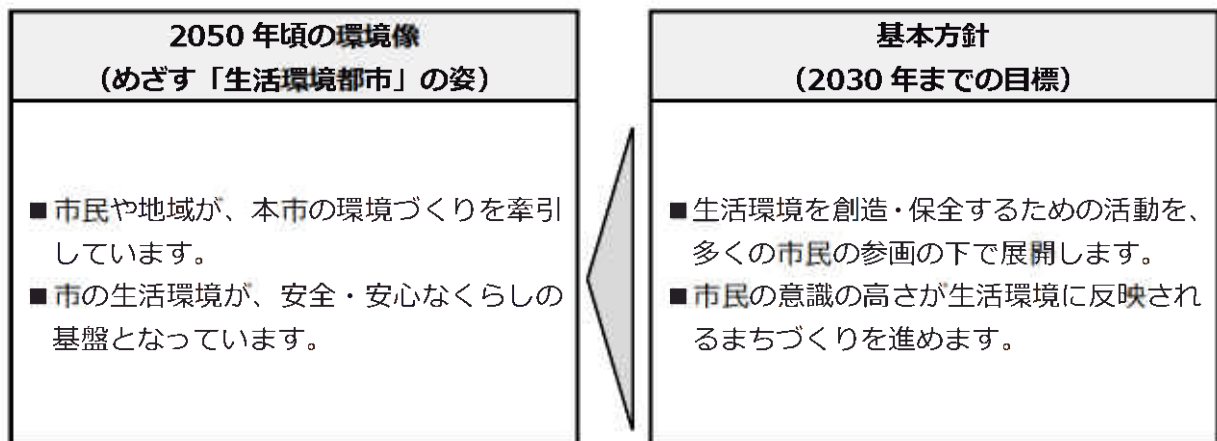 2050 年頃の環境像
(めざす「生活環境都市」の姿)
■市民や地域が、本市の環境づくりを牽引
しています。
■市の生活環境が、安全・安心なくらしの
基盤となっています。
基本方針
(2030 年までの目標)
■生活環境を創造・保全するための活動を、
多くの市民の参画の下で展開します。
■市民の意識の高さが生活環境に反映され
るまちづくりを進めます。